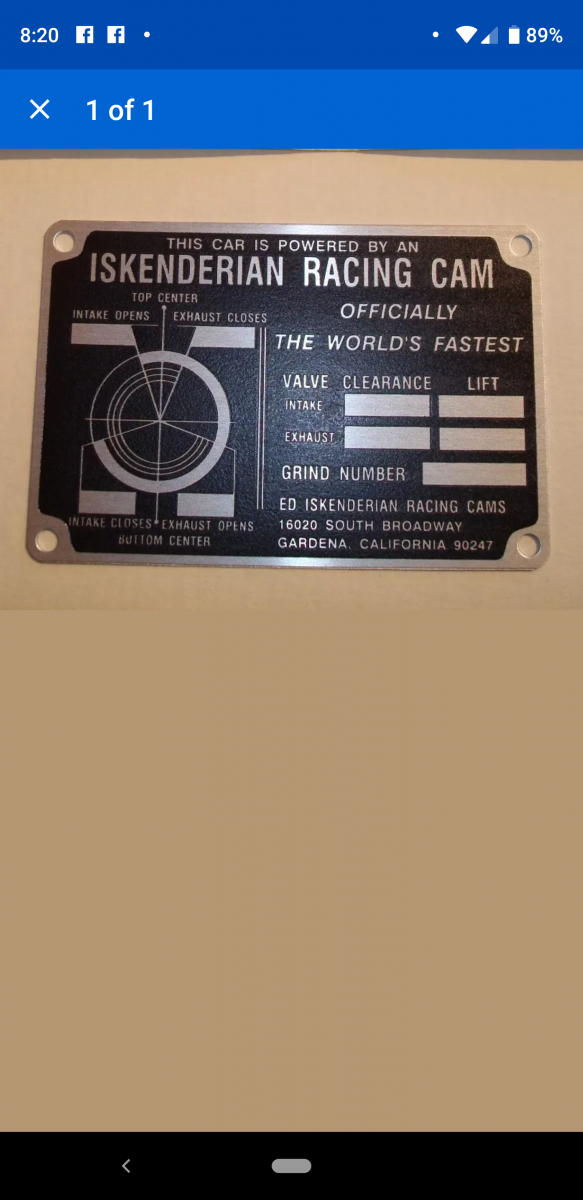 8:20
89%
1 of 1
THIS CAR IS POWERED BY AN
ISKENDERIAN RACING CAM
TOP CENTER
INTAKE OPENS EXHAUST CLOSES
OFFICIALLY
THE WORLD'S FASTEST
VALVE CLEARANCE LIFT
INTAKE
EXHAUST
GRIND NUMBER
INTAKE CLOSES EXHAUST OPENS
BOTTOM CENTER
ED ISKENDERIAN RACING CAMS
16020 SOUTH BROADWAY
GARDENA, CALIFORNIA 90247